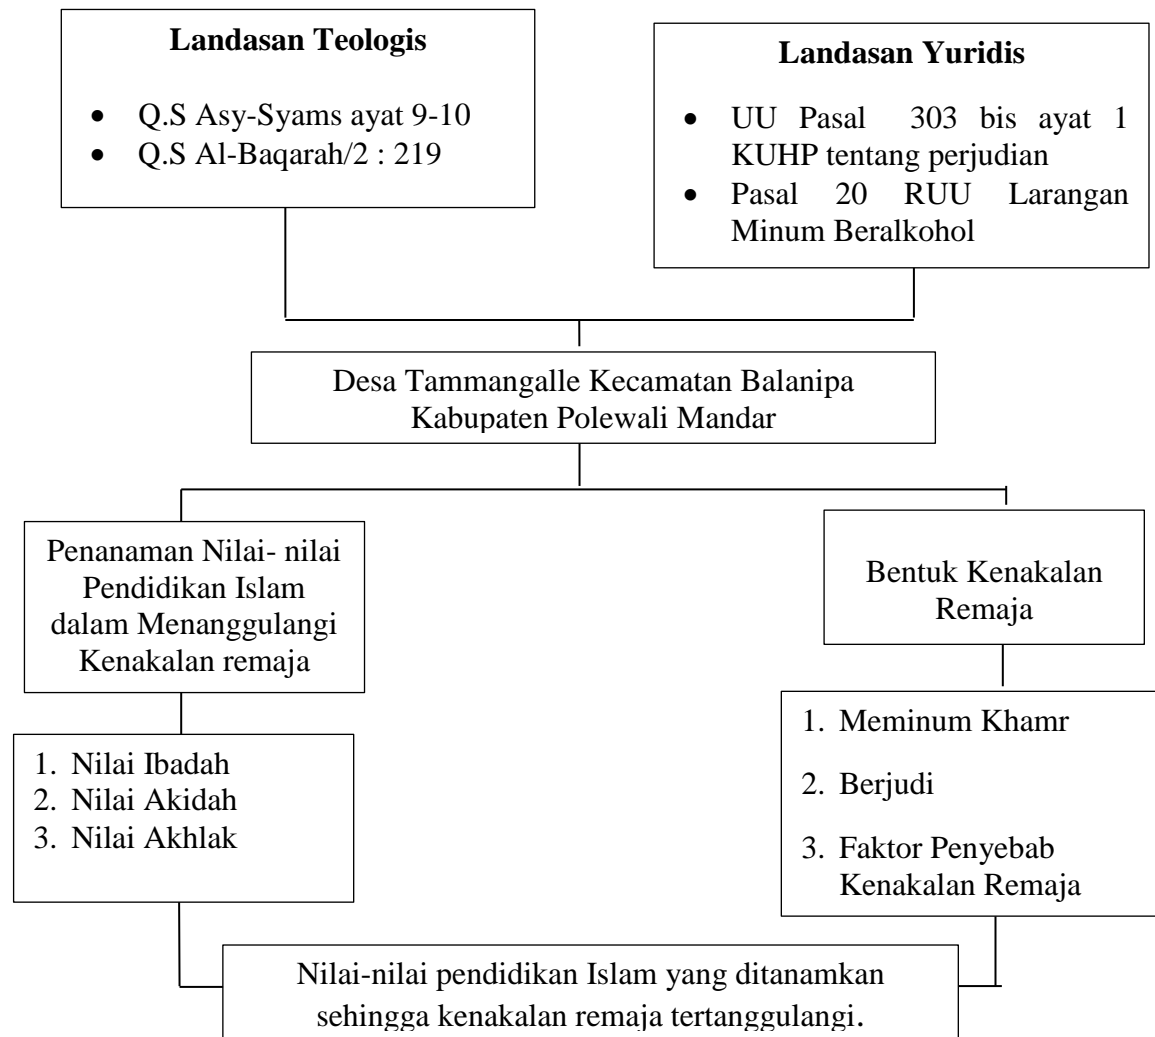 Landasan Teologis
• Q.S Asy-Syams ayat 9-10
• Q.S Al-Baqarah/2 : 219
Landasan Yuridis
• UU Pasal 303 bis ayat 1
KUHP tentang perjudian
• Pasal 20 RUU Larangan
Minum Beralkohol
Desa Tammangalle Kecamatan Balanipa
Kabupaten Polewali Mandar
Penanaman Nilai- nilai
Pendidikan Islam
dalam Menanggulangi
Kenakalan remaja
Bentuk Kenakalan
Remaja
1. Nilai Ibadah
2. Nilai Akidah
3. Nilai Akhlak
1. Meminum Khamr
2. Berjudi
3. Faktor Penyebab
Kenakalan Remaja
Nilai-nilai pendidikan Islam yang ditanamkan
sehingga kenakalan remaja tertanggulangi.